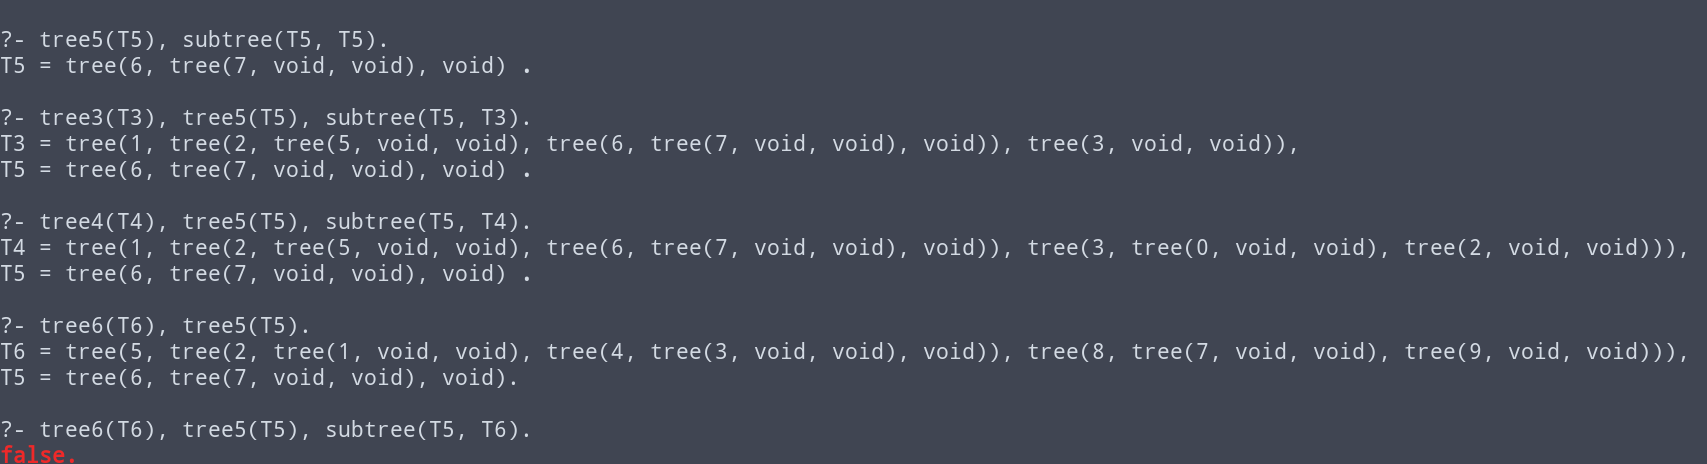 ?- tree5(T5), subtree(T5, T5).
T5 = tree(6, tree(7, void, void), void) .
?- tree3(T3), tree5(T5), subtree(T5, T3).
T3 = tree(1, tree(2, tree(5, void, void), tree(6, tree(7, void, void), void)), tree(3, void, void)),
T5 = tree(6, tree(7, void, void), void) .
?- tree4(T4), tree5(T5), subtree(T5, T4).
T4 = tree(1, tree(2, tree(5, void, void), tree(6, tree(7, void, void), void)), tree(3, tree(0, void, void), tree(2, void, void))),
T5 = tree(6, tree(7, void, void), void) .
?- tree6(T6), tree5(T5).
T6 = tree(5, tree(2, tree(1, void, void), tree(4, tree(3, void, void), void)), tree(8, tree(7, void, void), tree(9, void, void))),
T5 = tree(6, tree(7, void, void), void).
?- tree6(T6), tree5(T5), subtree(T5, T6).
false.